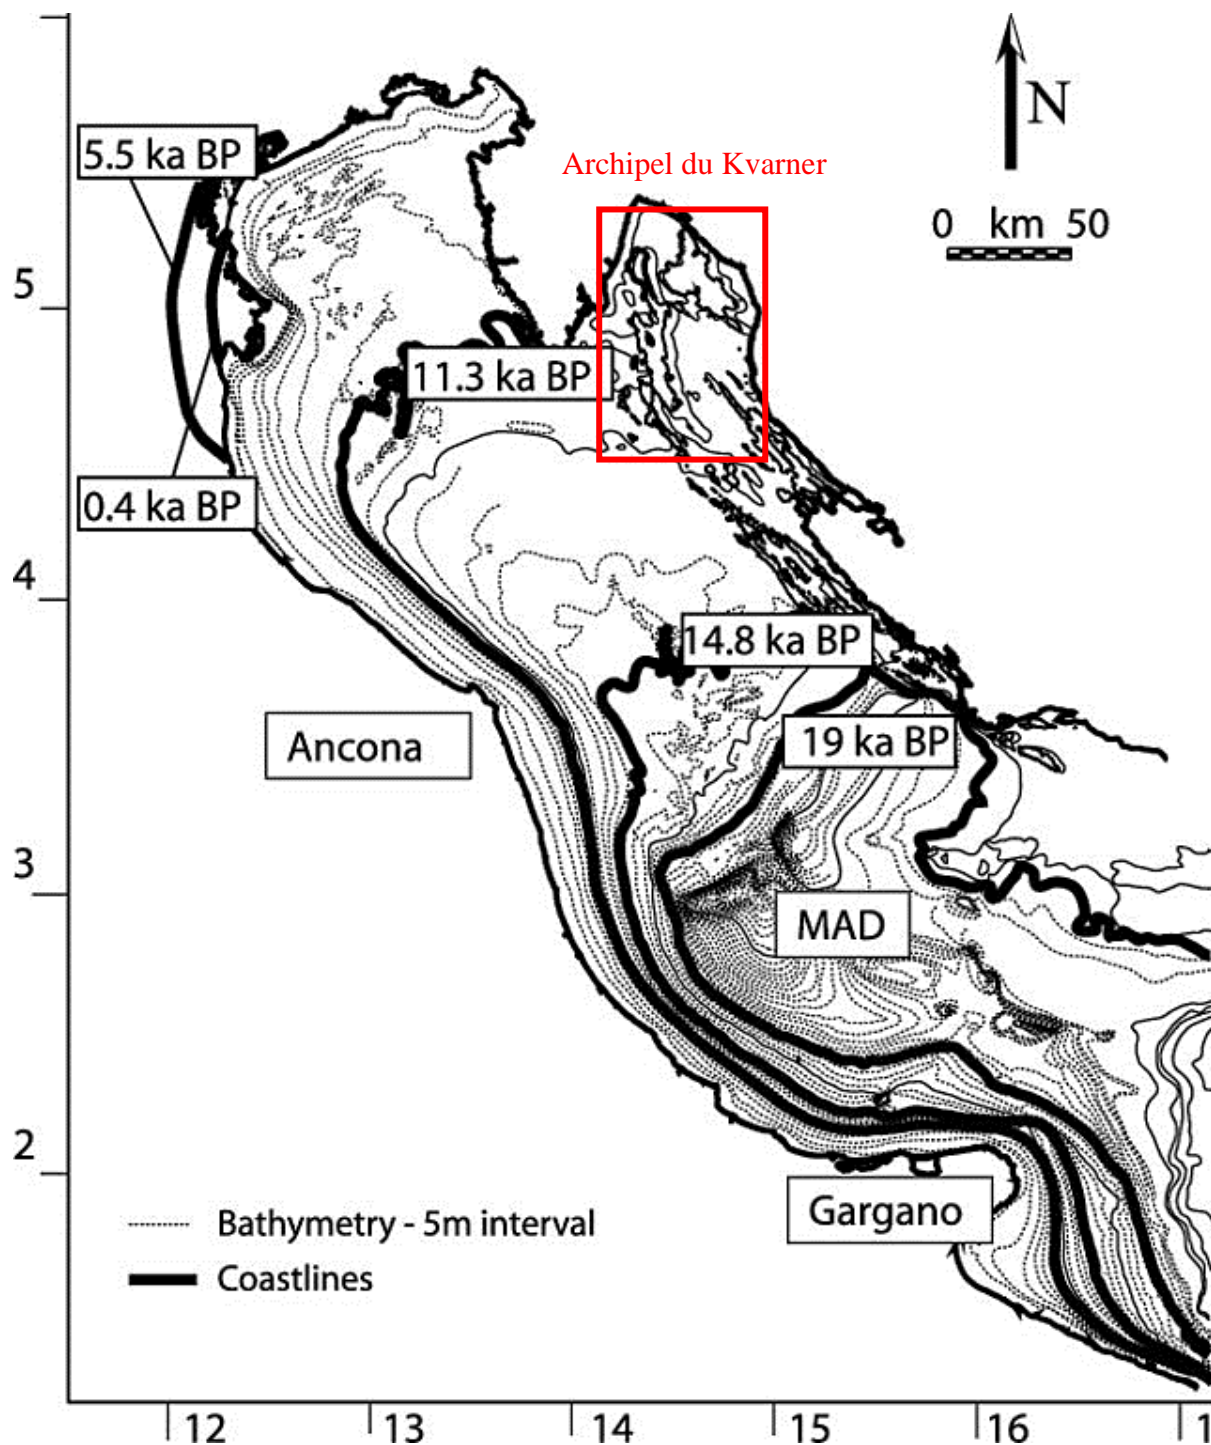 N
5.5 ka BP
Archipel du Kvarner
0 km 50
5
11.3 ka BP
0.4 ka BP
4
14.8 ka BP
Ancona
19 ka BP
3
MAD
2
Gargano
Bathymetry - 5m interval
Coastlines
12 13 14 15 16 1